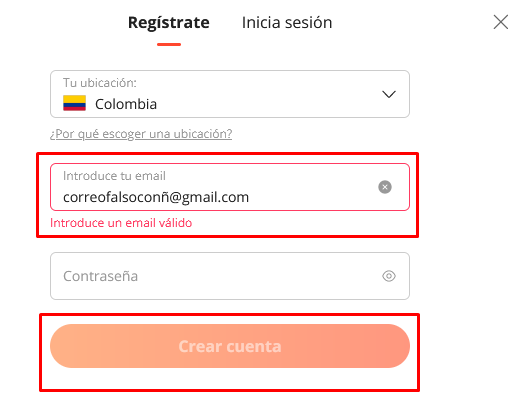 Regístrate Inicia sesión
Tu ubicación:
Colombia
¿Por qué escoger una ubicación?
Introduce tu email
correofalsoconñ@gmail.com
Introduce un email válido
Contraseña
Crear cuenta